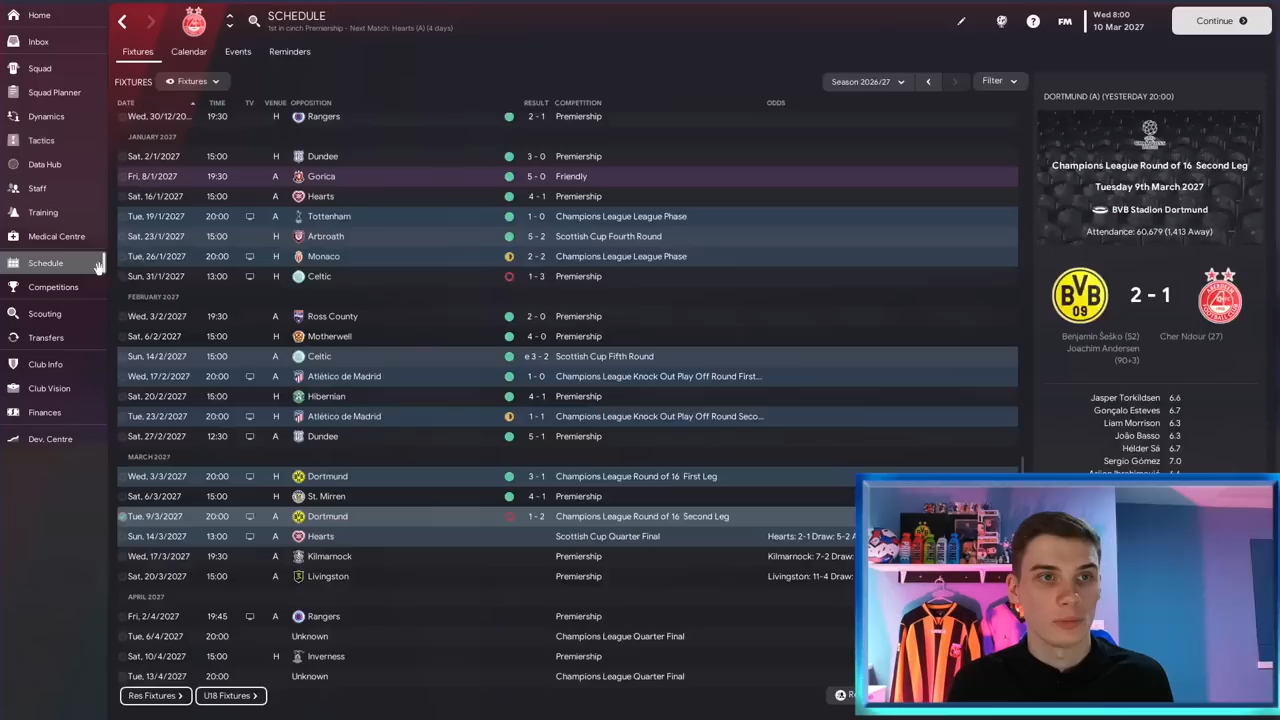 Home
Inbox
Squad
Squad Planner
Dynamics
Tactics
Data Hub
Staff
Training
Medical Centre
Schedule
Competitions
Scouting
Transfers
Club Info
Club Vision
Finances
Dev. Centre
SCHEDULE
1st in cinch Premiership - Next Match: Hearts (A) (4 days)
FM
Wed 8:00
10 Mar 2027
Continue
Fixtures Calendar Events Reminders
FIXTURES Fixtures Season 2026/27 Filter
DATE TIME TV VENUE OPPOSITION RESULT COMPETITION ODDS
Wed, 30/12/20... 19:30 H Rangers 2 - 1 Premiership
JANUARY 2027
Sat, 2/1/2027 15:00 H Dundee 3 - 0 Premiership
Fri, 8/1/2027 19:30 A Gorica 5 - 0 Friendly
Sat, 16/1/2027 15:00 A Hearts 4 - 1 Premiership
Tue, 19/1/2027 20:00 A Tottenham 1 - 0 Champions League League Phase
Sat, 23/1/2027 15:00 H Arbroath 5 - 2 Scottish Cup Fourth Round
Tue, 26/1/2027 20:00 H Monaco 2 - 2 Champions League League Phase
Sun, 31/1/2027 13:00 H Celtic 1 - 3 Premiership
FEBRUARY 2027
Wed, 3/2/2027 19:30 A Ross County 2 - 0 Premiership
Sat, 6/2/2027 15:00 H Motherwell 4 - 0 Premiership
Sun, 14/2/2027 15:00 A Celtic e 3 - 2 Scottish Cup Fifth Round
Wed, 17/2/2027 20:00 A Atlético de Madrid 1 - 0 Champions League Knock Out Play Off Round First...
Sat, 20/2/2027 15:00 H Hibernian 4 - 1 Premiership
Tue, 23/2/2027 20:00 H Atlético de Madrid 1 - 1 Champions League Knock Out Play Off Round Seco...
Sat, 27/2/2027 12:30 A Dundee 5 - 1 Premiership
MARCH 2027
Wed, 3/3/2027 20:00 H Dortmund 3 - 1 Champions League Round of 16 First Leg
Sat, 6/3/2027 15:00 H St. Mirren 4 - 1 Premiership
Tue, 9/3/2027 20:00 A Dortmund 1 - 2 Champions League Round of 16 Second Leg
Sun, 14/3/2027 13:00 A Hearts Scottish Cup Quarter Final Hearts: 2-1 Draw: 5-2 A
Wed, 17/3/2027 19:30 A Kilmarnock Premiership Kilmarnock: 7-2 Draw:
Sat, 20/3/2027 15:00 A Livingston Premiership Livingston: 11-4 Draw:
APRIL 2027
Fri, 2/4/2027 19:45 A Rangers Premiership
Tue, 6/4/2027 20:00 Unknown Champions League Quarter Final
Sat, 10/4/2027 15:00 H Inverness Premiership
Tue, 13/4/2027 20:00 Unknown Champions League Quarter Final
Res Fixtures U18 Fixtures
DORTMUND (A) (YESTERDAY 20:00)
Champions League Round of 16 Second Leg
Tuesday 9th March 2027
BVB Stadion Dortmund
Attendance: 60,679 (1,413 Away)
BVB
09
2 - 1
Benjamin Šeško (52) Cher Ndour (27)
Joachim Andersen
(90+3)
Jasper Torkildsen 6.6
Gonçalo Esteves 6.7
Liam Morrison 6.3
João Basso 6.3
Hélder Sá 6.7
Sergio Gómez 7.0